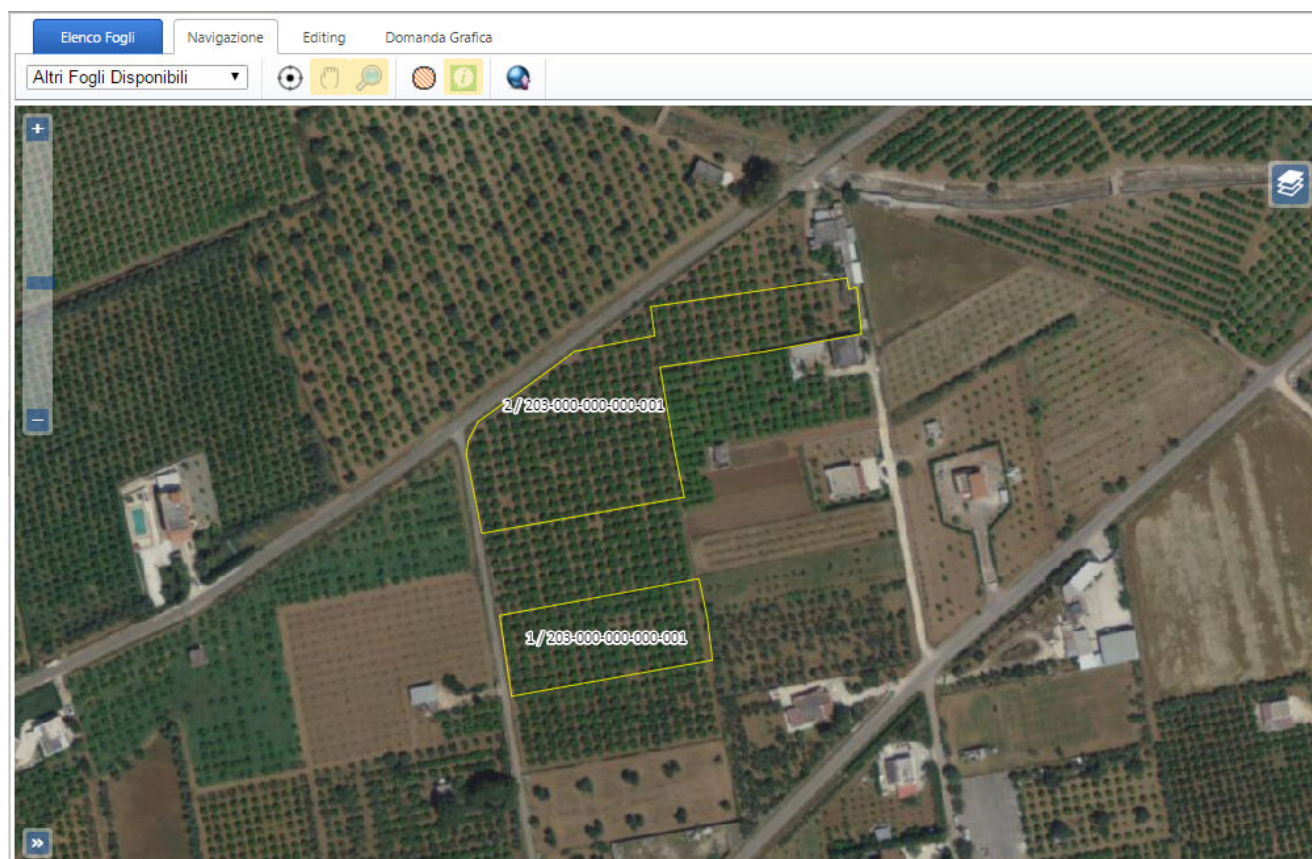 Elenco Fogli
Navigazione
Editing
Domanda Grafica
Altri Fogli Disponibili
2 / 203-000-000-000-001
1 / 203-000-000-000-001